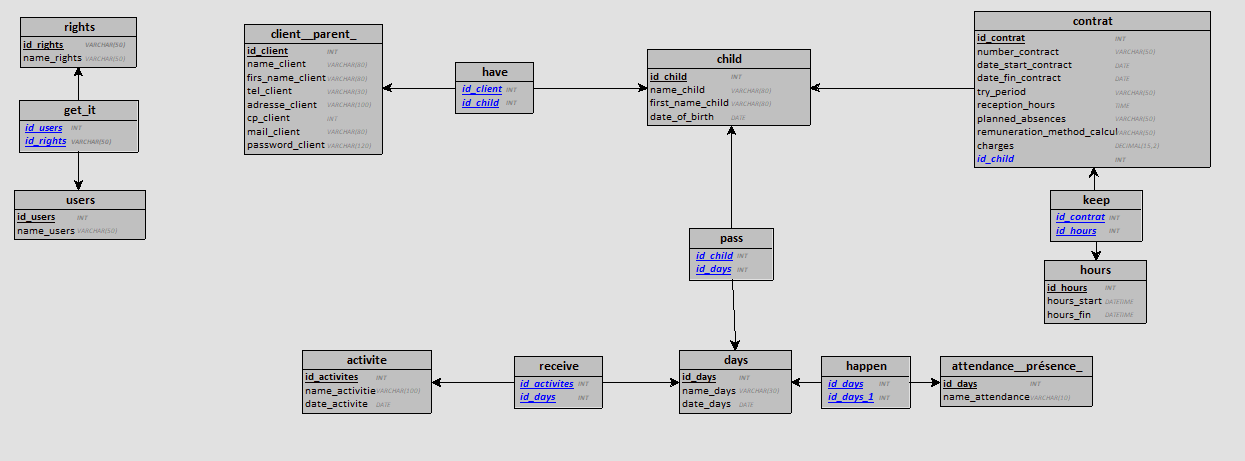 rights
id_rights VARCHAR(50)
name_rights VARCHAR(50)
get_it
id_users INT
id_rights VARCHAR(50)
users
id_users INT
name_users VARCHAR(50)
client__parent_
id_client INT
name_client VARCHAR(80)
firs_name_client VARCHAR(80)
tel_client VARCHAR(30)
adresse_client VARCHAR(100)
cp_client INT
mail_client VARCHAR(80)
password_client VARCHAR(120)
have
id_client INT
id_child INT
child
id_child INT
name_child VARCHAR(80)
first_name_child VARCHAR(80)
date_of_birth DATE
contrat
id_contrat INT
number_contract VARCHAR(50)
date_start_contract DATE
date_fin_contract DATE
try_period VARCHAR(50)
reception_hours TIME
planned_absences VARCHAR(50)
remuneration_method_calcul VARCHAR(50)
charges DECIMAL(15,2)
id_child INT
keep
id_contrat INT
id_hours INT
hours
id_hours INT
hours_start DATETIME
hours_fin DATETIME
pass
id_child INT
id_days INT
activite
id_activites INT
name_activitie VARCHAR(100)
date_activite DATE
receive
id_activites INT
id_days INT
days
id_days INT
name_days VARCHAR(50)
date_days DATE
happen
id_days INT
id_days_1 INT
attendance__présence_
id_days INT
name_attendance VARCHAR(50)